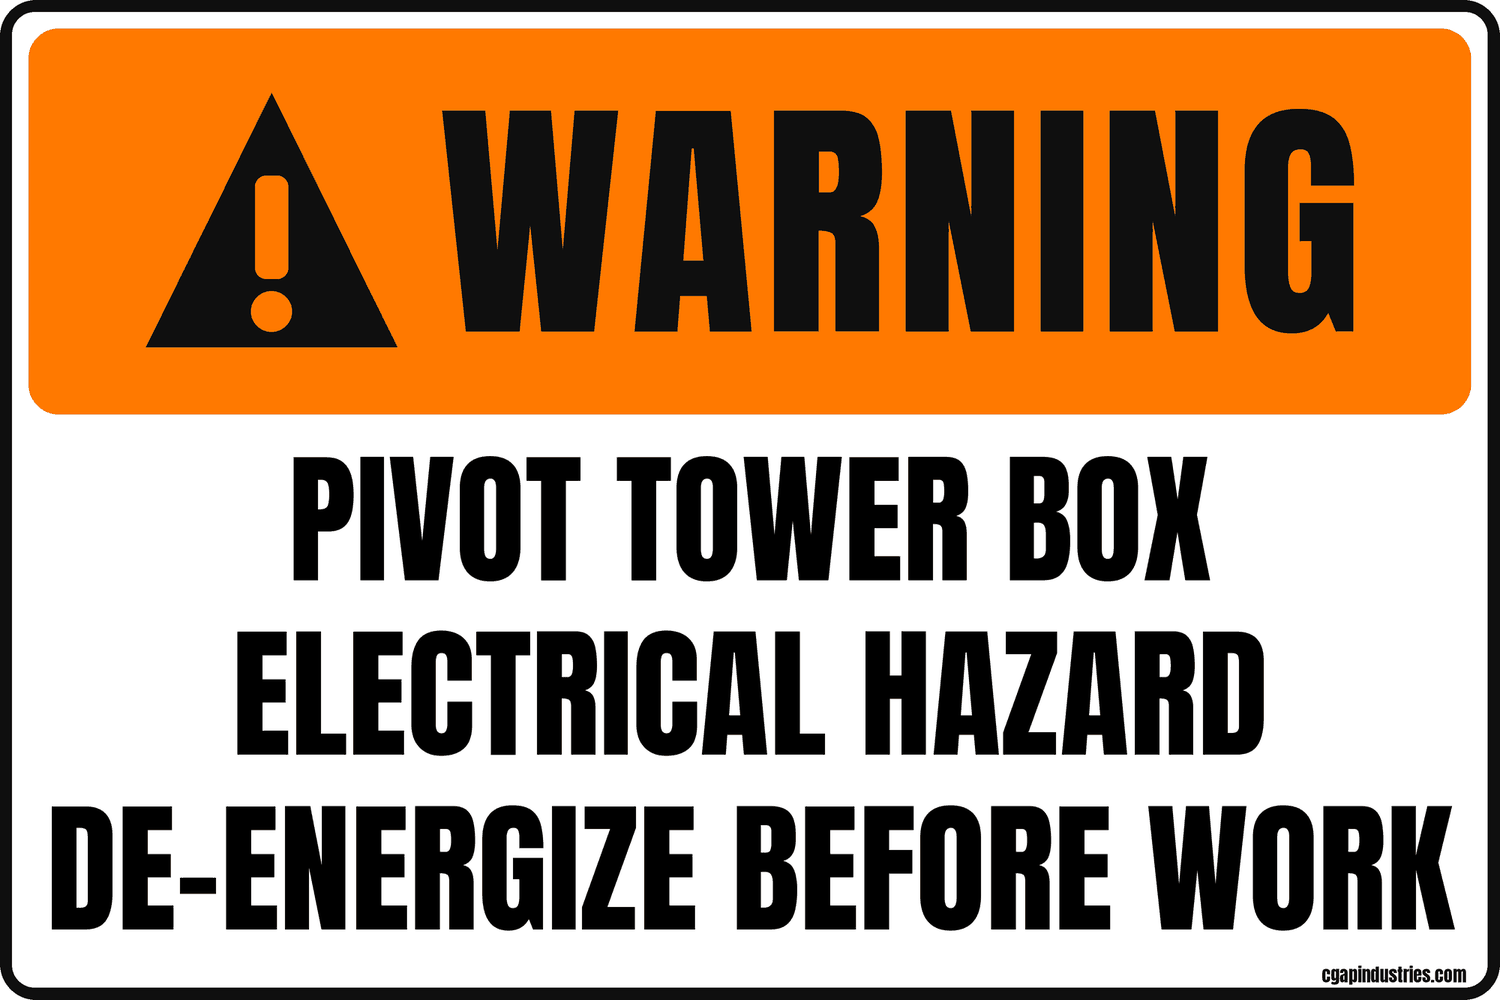 WARNING
PIVOT TOWER BOX
ELECTRICAL HAZARD
DE-ENERGIZE BEFORE WORK
cgapindustries.com